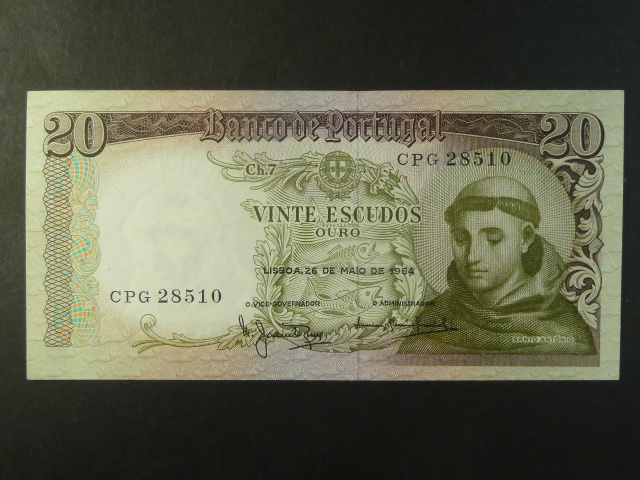 20 Banco de Portugal 20
Ch.7 CPG 28510
VINTE ESCUDOS
OURO
LISBOA, 26 DE MAIO DE 1964
CPG 28510
O VICE-GOVERNADOR O ADMINISTRADOR
SANTO ANTÓNIO